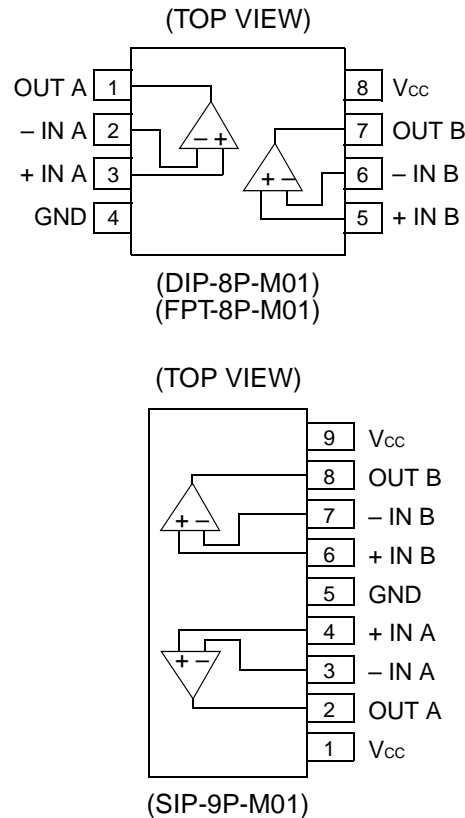 (TOP VIEW)
OUT A 1 8 Vcc
– IN A 2 – + 7 OUT B
+ IN A 3 + – 6 – IN B
GND 4 5 + IN B
(DIP-8P-M01)
(FPT-8P-M01)
(TOP VIEW)
9 Vcc
8 OUT B
+ – 7 – IN B
6 + IN B
5 GND
4 + IN A
+ – 3 – IN A
2 OUT A
1 Vcc
(SIP-9P-M01)